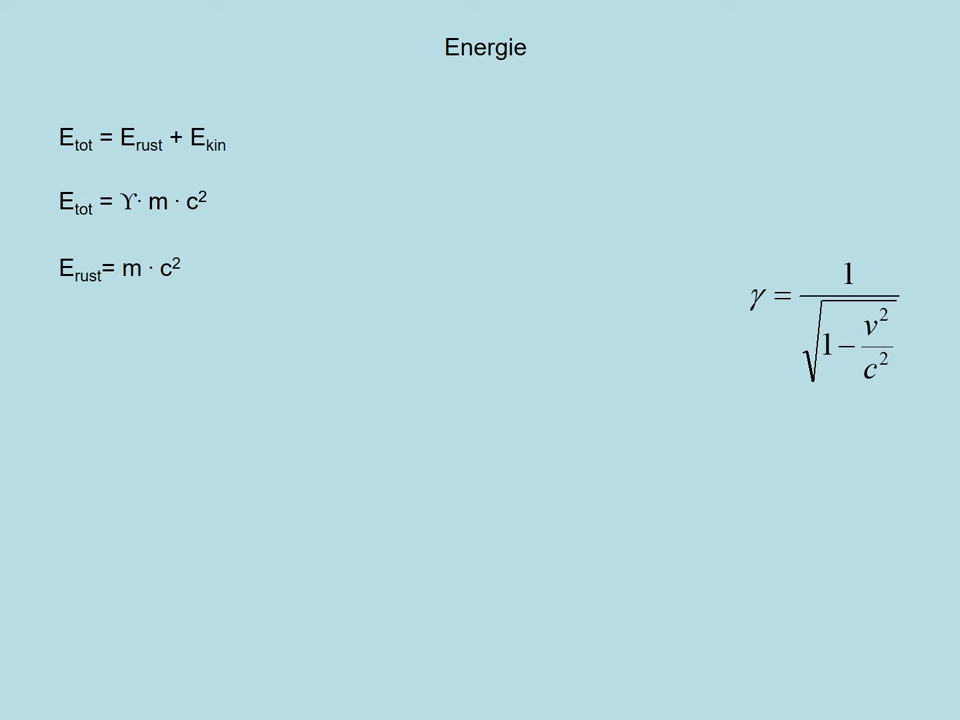 Energie
E_tot = E_rust + E_kin
E_tot = ϒ· m · c²
E_rust= m · c²
γ = 1 / √(1 − v²/c²)